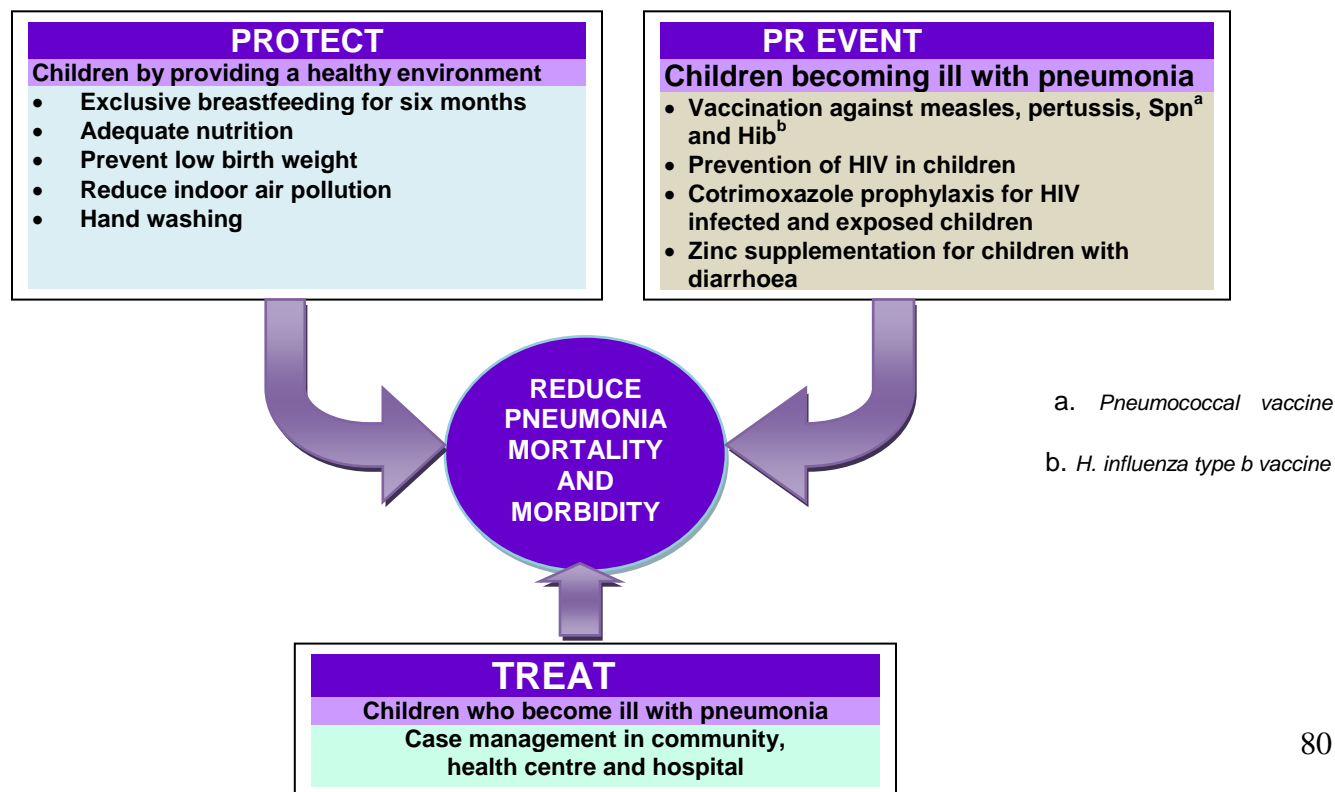 PROTECT
Children by providing a healthy environment
• Exclusive breastfeeding for six months
• Adequate nutrition
• Prevent low birth weight
• Reduce indoor air pollution
• Hand washing
PR EVENT
Children becoming ill with pneumonia
• Vaccination against measles, pertussis, Spn^a
and Hib^b
• Prevention of HIV in children
• Cotrimoxazole prophylaxis for HIV
infected and exposed children
• Zinc supplementation for children with
diarrhoea
REDUCE
PNEUMONIA
MORTALITY
AND
MORBIDITY
a. Pneumococcal vaccine
b. H. influenza type b vaccine
TREAT
Children who become ill with pneumonia
Case management in community,
health centre and hospital
80